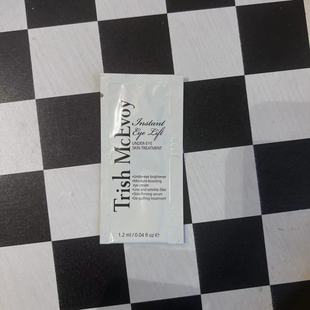 Trish McEvoy
Instant
Eye Lift
UNDER-EYE
SKIN TREATMENT
•Under-eye brightener
•Moisture-boosting
eye cream
•Line and wrinkle filler
•Skin-firming serum
•De-puffing treatment
1.2 ml / 0.04 fl oz e